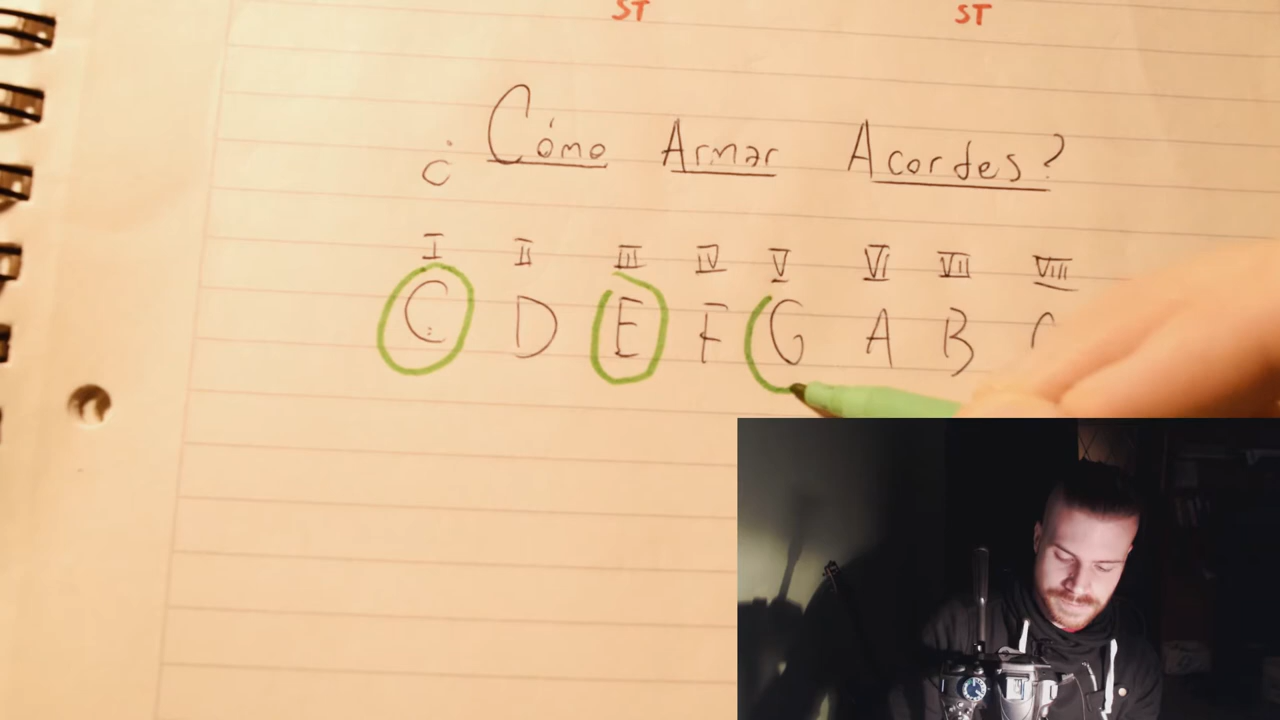 ST ST
¿Cómo Armar Acordes?
I II III IV V VI VII VIII
C D E F G A B